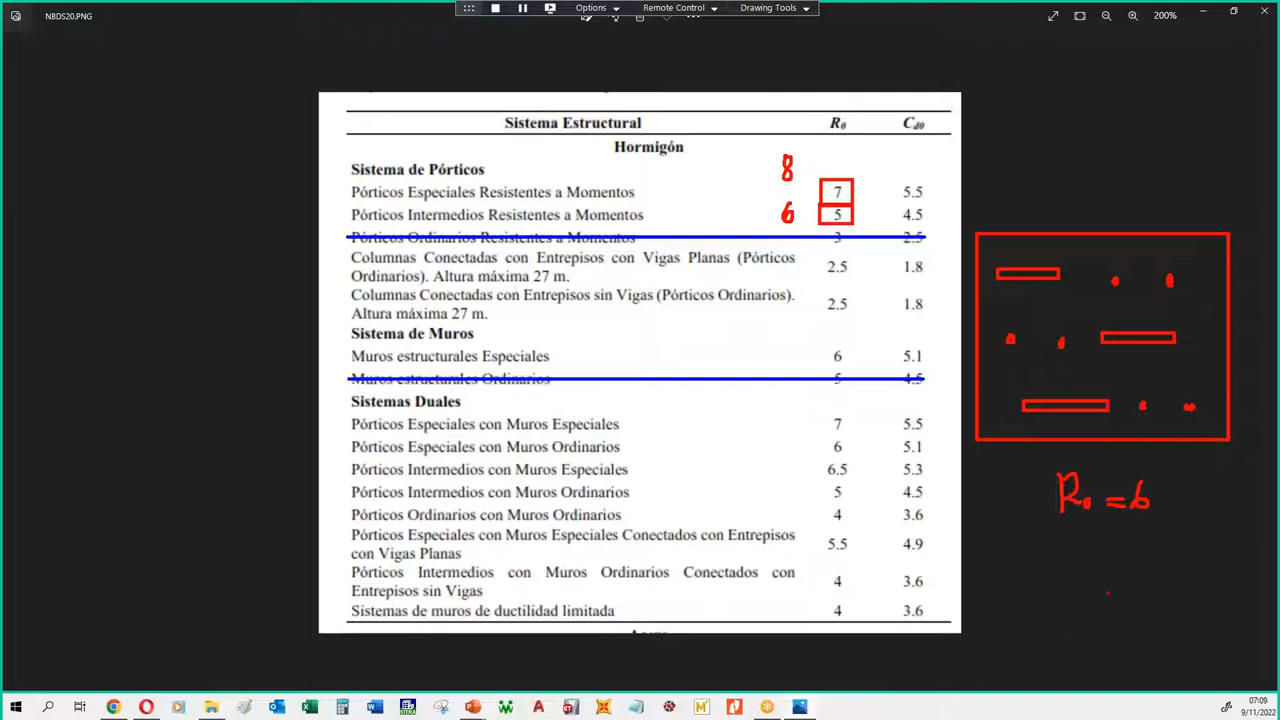 NBDS20.PNG
Options
Remote Control
Drawing Tools
200%
Sistema Estructural R₀ C_d0
Hormigón
Sistema de Pórticos
8
Pórticos Especiales Resistentes a Momentos 7 5.5
Pórticos Intermedios Resistentes a Momentos 6 5 4.5
Pórticos Ordinarios Resistentes a Momentos 3 2.5
Columnas Conectadas con Entrepisos con Vigas Planas (Pórticos
Ordinarios). Altura máxima 27 m. 2.5 1.8
Columnas Conectadas con Entrepisos sin Vigas (Pórticos Ordinarios).
Altura máxima 27 m. 2.5 1.8
Sistema de Muros
Muros estructurales Especiales 6 5.1
Muros estructurales Ordinarios 5 4.5
Sistemas Duales
Pórticos Especiales con Muros Especiales 7 5.5
Pórticos Especiales con Muros Ordinarios 6 5.1
Pórticos Intermedios con Muros Especiales 6.5 5.3
Pórticos Intermedios con Muros Ordinarios 5 4.5
Pórticos Ordinarios con Muros Ordinarios 4 3.6
Pórticos Especiales con Muros Especiales Conectados con Entrepisos
con Vigas Planas 5.5 4.9
Pórticos Intermedios con Muros Ordinarios Conectados con
Entrepisos sin Vigas 4 3.6
Sistemas de muros de ductilidad limitada 4 3.6
R₀ = 6
07:09
9/11/2022